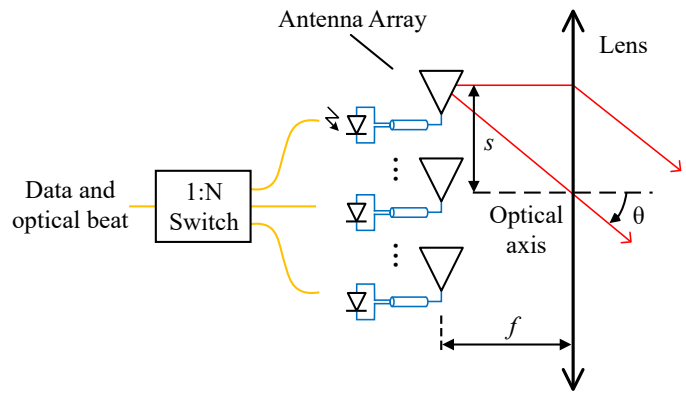 Antenna Array
Lens
s
Data and
optical beat
1:N
Switch
Optical
axis
θ
f